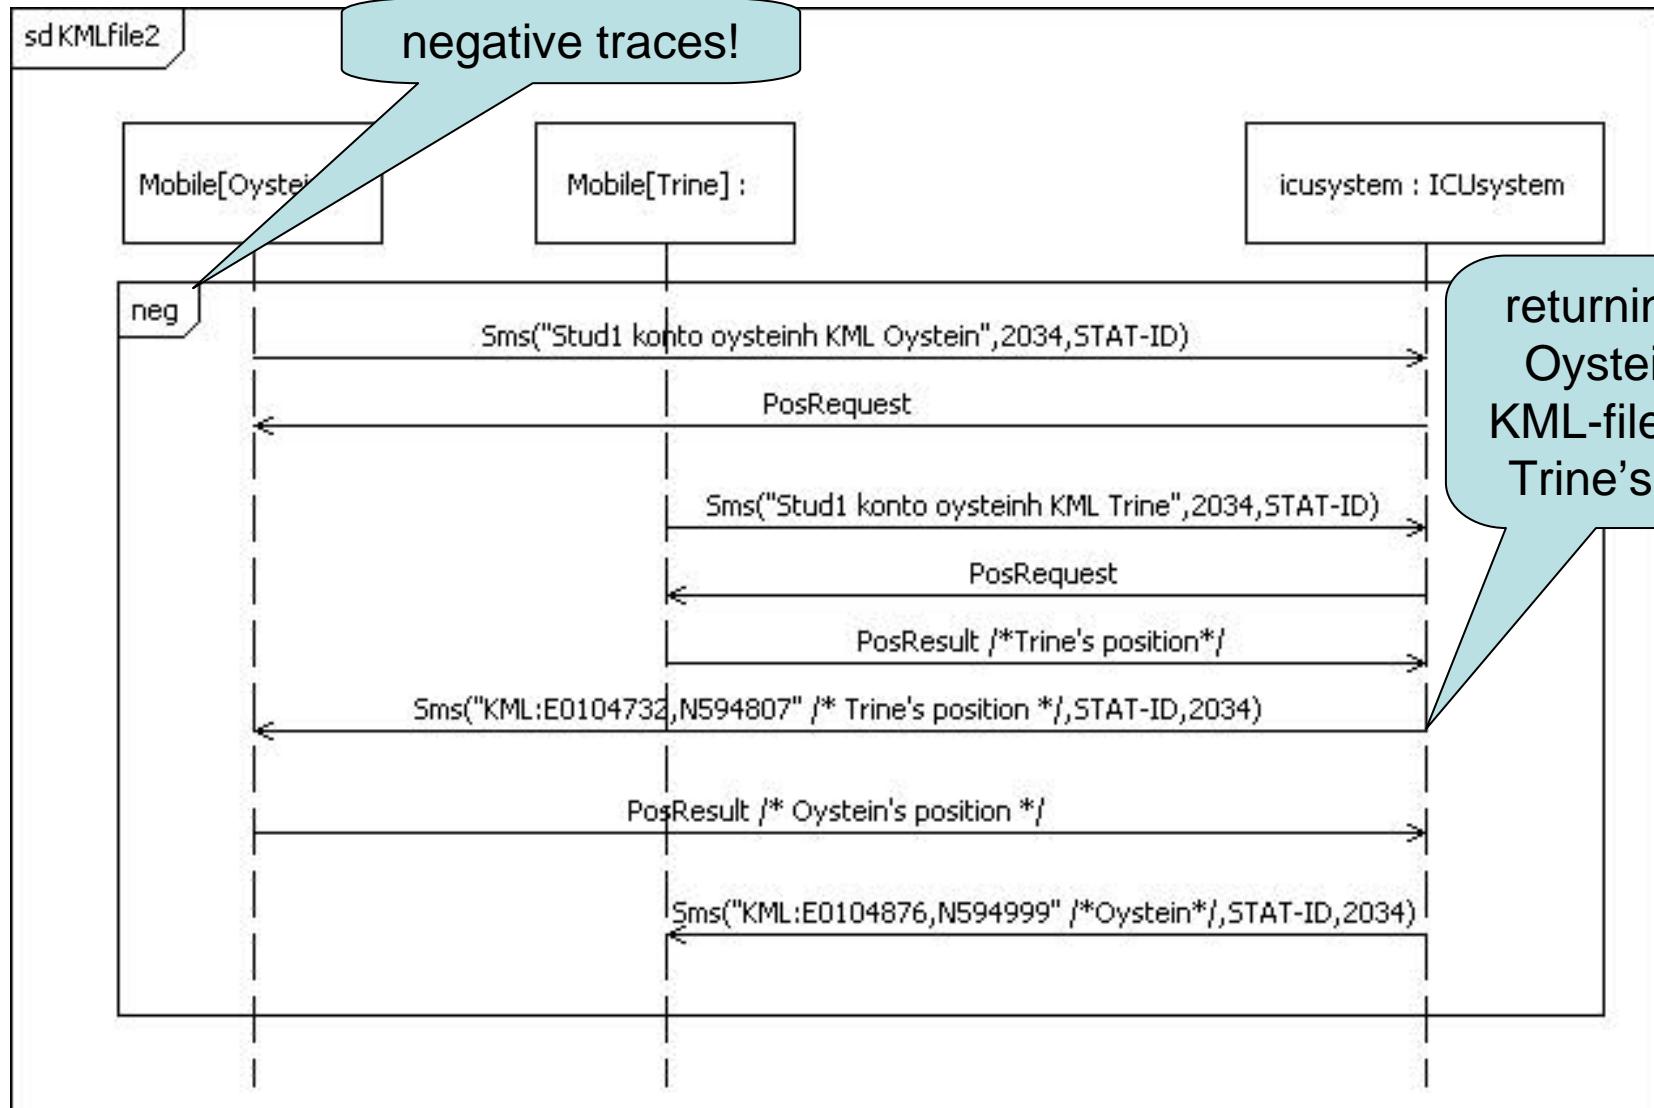 sd KMLfile2
negative traces!
Mobile[Oystei
Mobile[Trine] :
icusystem : ICUsystem
neg
Sms("Stud1 konto oysteinh KML Oystein",2034,STAT-ID)
PosRequest
Sms("Stud1 konto oysteinh KML Trine",2034,STAT-ID)
PosRequest
PosResult /*Trine's position*/
Sms("KML:E0104732,N594807" /* Trine's position */,STAT-ID,2034)
PosResult /* Oystein's position */
Sms("KML:E0104876,N594999" /*Oystein*/,STAT-ID,2034)
returnin
Oystei
KML-file
Trine’s